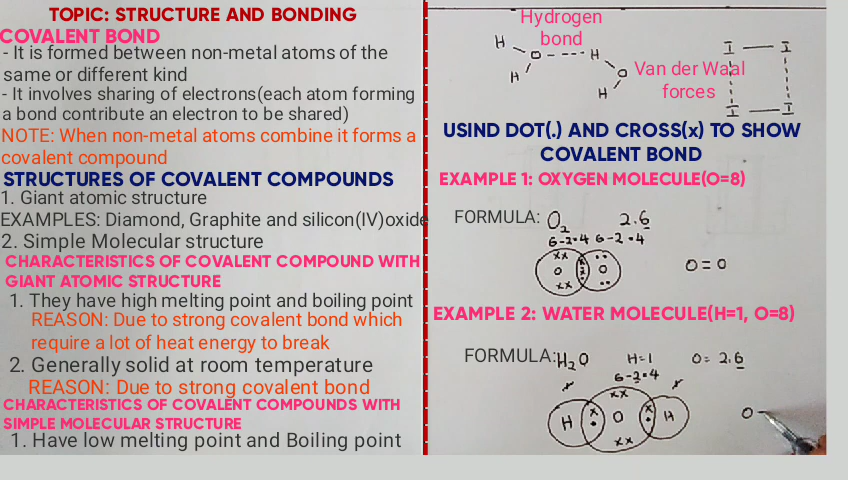 TOPIC: STRUCTURE AND BONDING
COVALENT BOND
- It is formed between non-metal atoms of the
same or different kind
- It involves sharing of electrons(each atom forming
a bond contribute an electron to be shared)
NOTE: When non-metal atoms combine it forms a
covalent compound
STRUCTURES OF COVALENT COMPOUNDS
1. Giant atomic structure
EXAMPLES: Diamond, Graphite and silicon(IV)oxide
2. Simple Molecular structure
CHARACTERISTICS OF COVALENT COMPOUND WITH
GIANT ATOMIC STRUCTURE
1. They have high melting point and boiling point
REASON: Due to strong covalent bond which
require a lot of heat energy to break
2. Generally solid at room temperature
REASON: Due to strong covalent bond
CHARACTERISTICS OF COVALENT COMPOUNDS WITH
SIMPLE MOLECULAR STRUCTURE
1. Have low melting point and Boiling point
Hydrogen
bond
H O H
H O
H
Van der Waal
forces
I I
I I
USIND DOT(.) AND CROSS(x) TO SHOW
COVALENT BOND
EXAMPLE 1: OXYGEN MOLECULE(O=8)
FORMULA: O₂ 2.6
6-2=4 6-2=4
O O
O=O
EXAMPLE 2: WATER MOLECULE(H=1, O=8)
FORMULA: H₂O H=1 O=2.6
6-2=4
H O H
O-